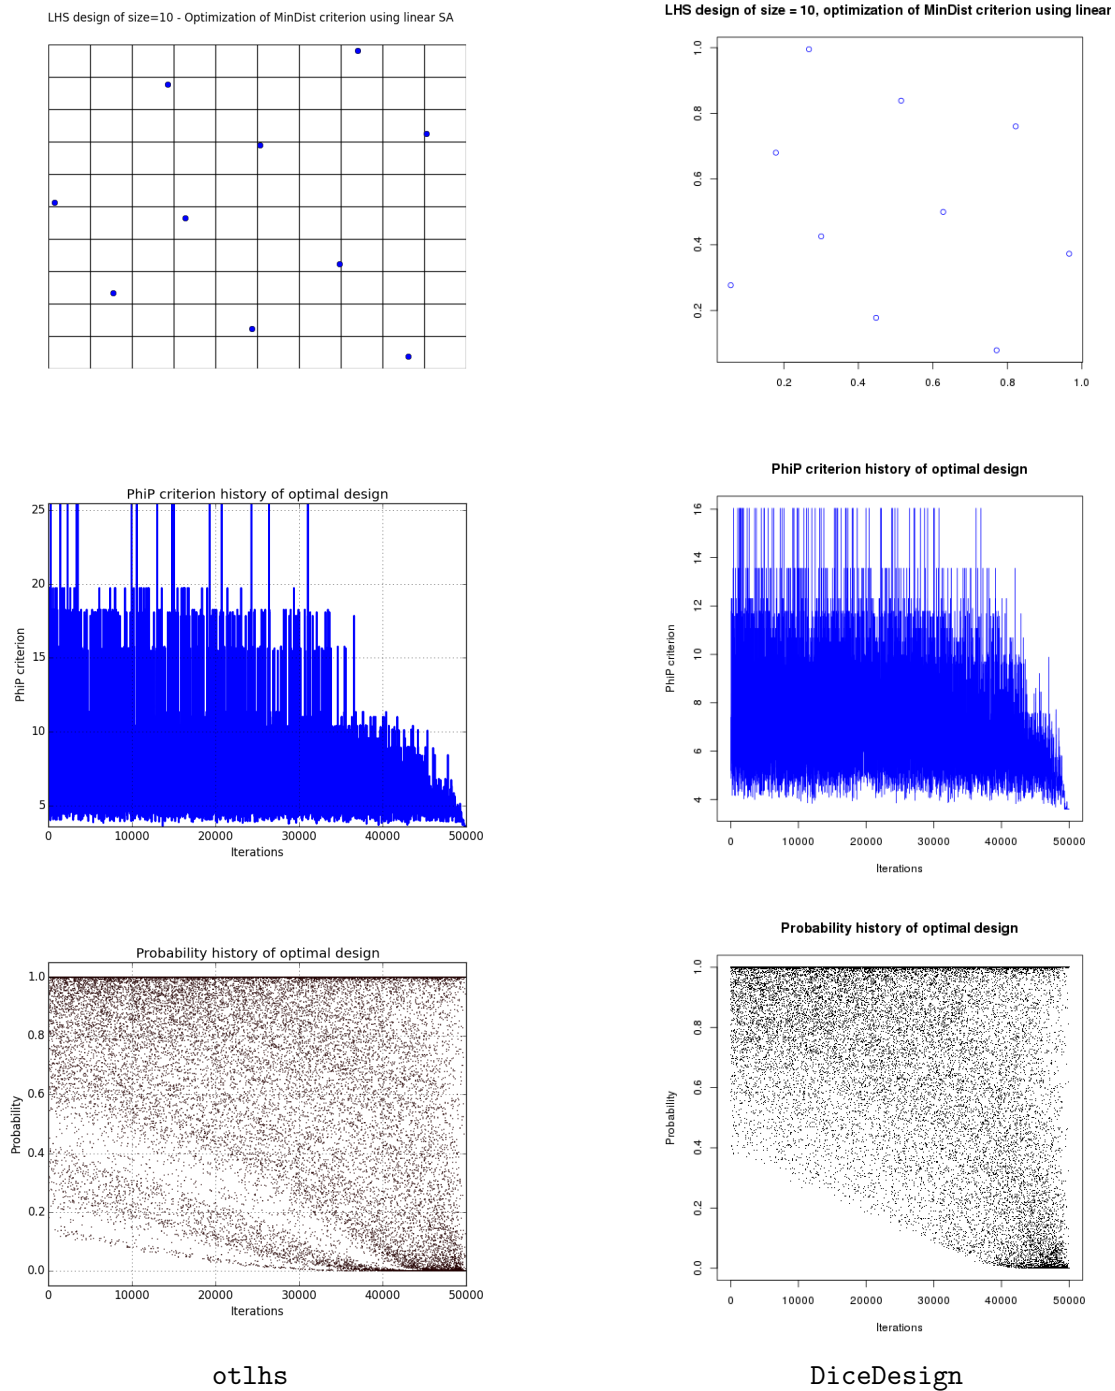 LHS design of size=10 - Optimization of MinDist criterion using linear SA
LHS design of size = 10, optimization of MinDist criterion using linear
1.0
0.8
0.6
0.4
0.2
0.2 0.4 0.6 0.8 1.0
PhiP criterion history of optimal design
25
20
15
10
5
PhiP criterion
0 10000 20000 30000 40000 50000
Iterations
PhiP criterion history of optimal design
16
14
12
10
8
6
4
PhiP criterion
0 10000 20000 30000 40000 50000
Iterations
Probability history of optimal design
1.0
0.8
0.6
0.4
0.2
0.0
Probability
0 10000 20000 30000 40000 50000
Iterations
Probability history of optimal design
1.0
0.8
0.6
0.4
0.2
0.0
Probability
0 10000 20000 30000 40000 50000
Iterations
otlhs
DiceDesign